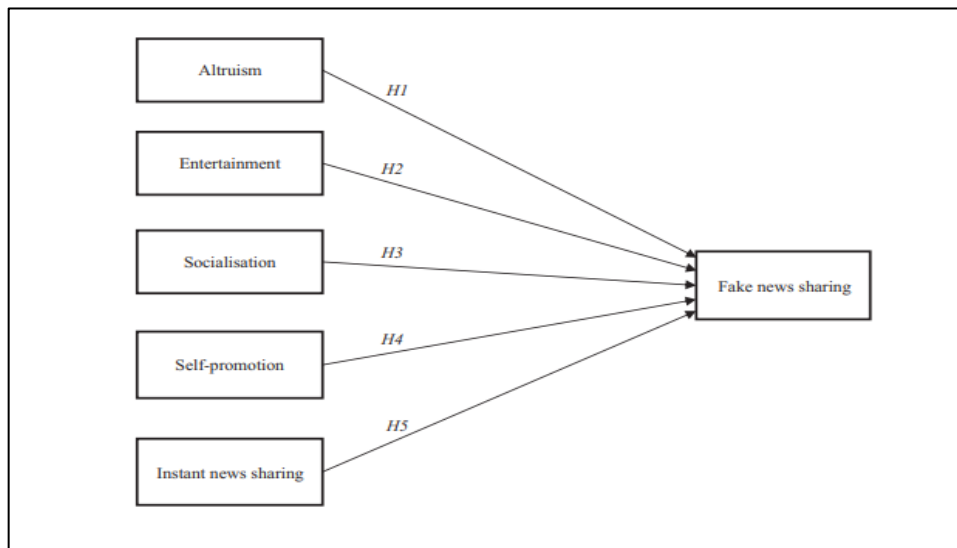 Altruism
H1
Entertainment
H2
Socialisation
H3
Fake news sharing
Self-promotion
H4
Instant news sharing
H5